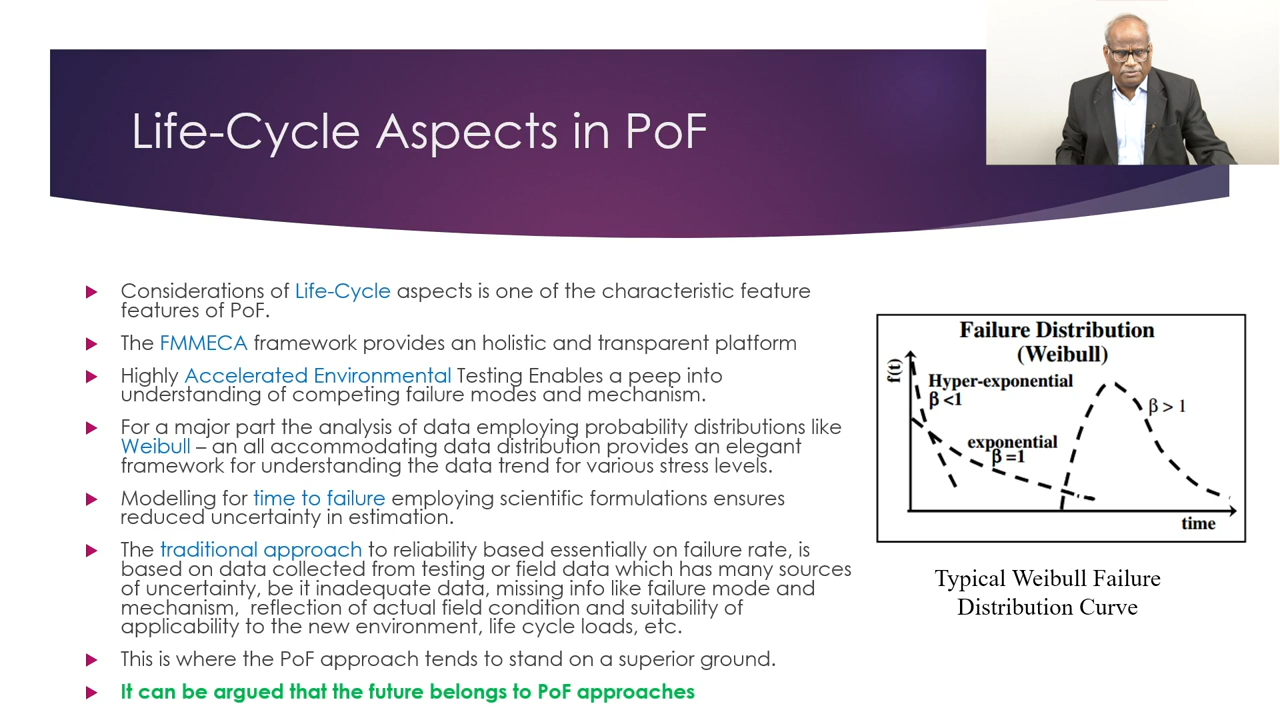 Life-Cycle Aspects in PoF
Considerations of Life-Cycle aspects is one of the characteristic feature
features of PoF.
The FMMECA framework provides an holistic and transparent platform
Highly Accelerated Environmental Testing Enables a peep into
understanding of competing failure modes and mechanism.
For a major part the analysis of data employing probability distributions like
Weibull – an all accommodating data distribution provides an elegant
framework for understanding the data trend for various stress levels.
Modelling for time to failure employing scientific formulations ensures
reduced uncertainty in estimation.
The traditional approach to reliability based essentially on failure rate, is
based on data collected from testing or field data which has many sources
of uncertainty, be it inadequate data, missing info like failure mode and
mechanism, reflection of actual field condition and suitability of
applicability to the new environment, life cycle loads, etc.
This is where the PoF approach tends to stand on a superior ground.
It can be argued that the future belongs to PoF approaches
Failure Distribution
(Weibull)
f(t)
Hyper-exponential
β <1
β > 1
exponential
β =1
time
Typical Weibull Failure
Distribution Curve